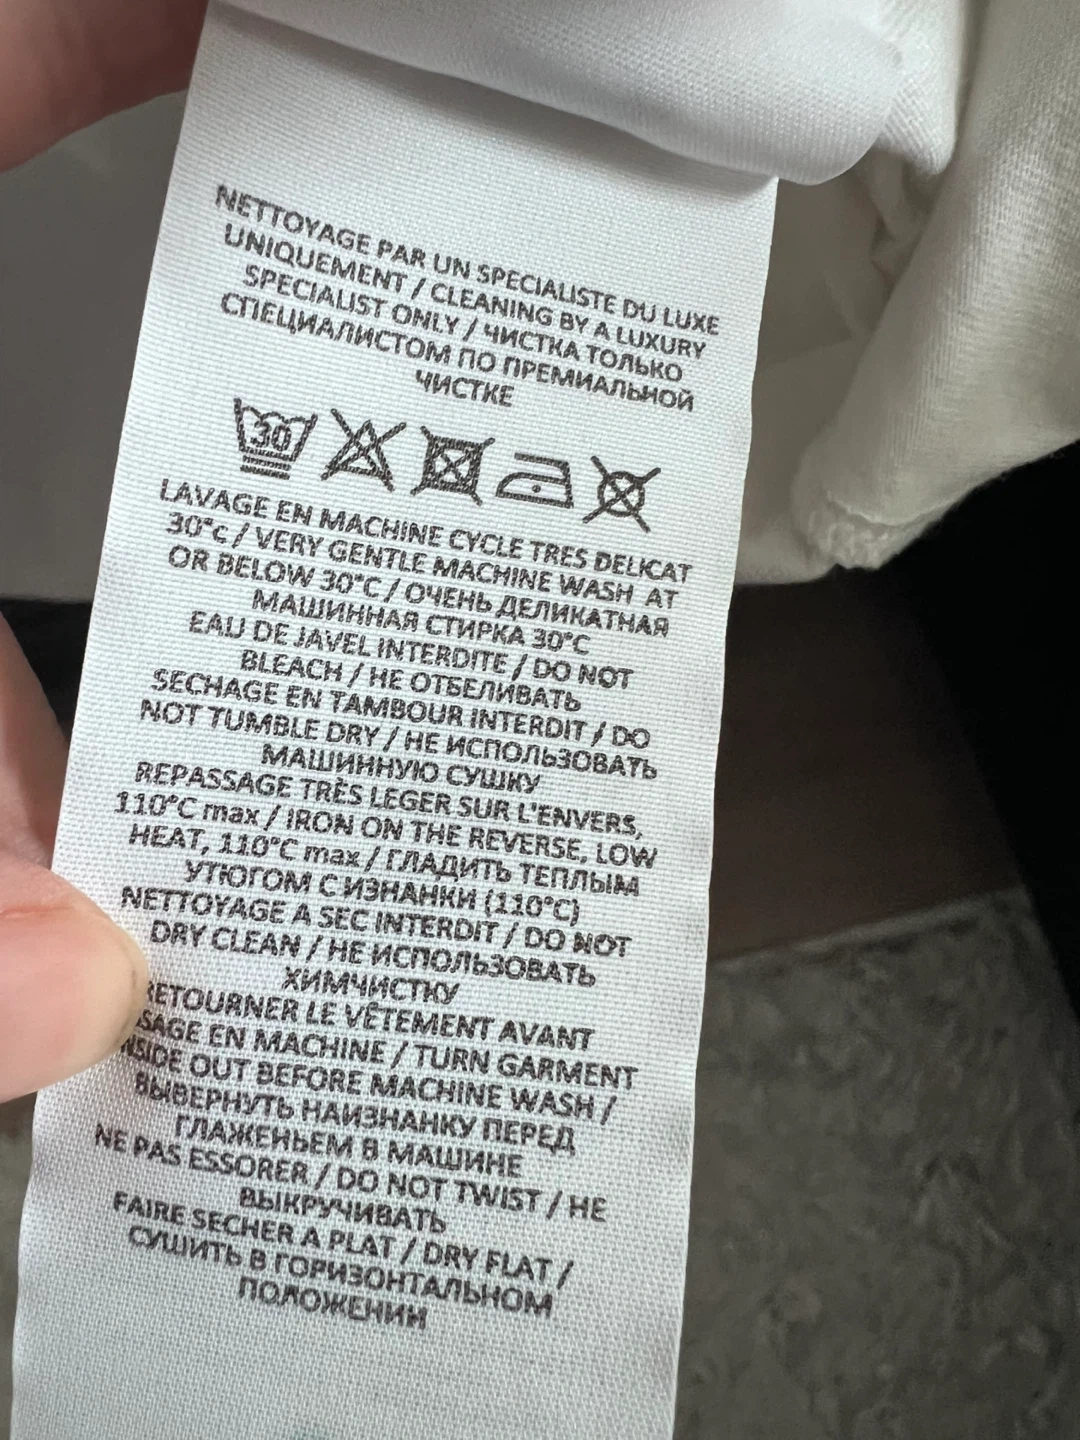 NETTOYAGE PAR UN SPECIALISTE DU LUXE
UNIQUEMENT / CLEANING BY A LUXURY
SPECIALIST ONLY / ЧИСТКА ТОЛЬКО
СПЕЦИАЛИСТОМ ПО ПРЕМИАЛЬНОЙ
ЧИСТКЕ
30
LAVAGE EN MACHINE CYCLE TRES DELICAT
30°c / VERY GENTLE MACHINE WASH AT
OR BELOW 30°C / ОЧЕНЬ ДЕЛИКАТНАЯ
МАШИННАЯ СТИРКА 30°C
EAU DE JAVEL INTERDITE / DO NOT
BLEACH / НЕ ОТБЕЛИВАТЬ
SECHAGE EN TAMBOUR INTERDIT / DO
NOT TUMBLE DRY / НЕ ИСПОЛЬЗОВАТЬ
МАШИННУЮ СУШКУ
REPASSAGE TRÈS LEGER SUR L'ENVERS,
110°C max / IRON ON THE REVERSE, LOW
HEAT, 110°C max / ГЛАДИТЬ ТЕПЛЫМ
УТЮГОМ С ИЗНАНКИ (110°C)
NETTOYAGE A SEC INTERDIT / DO NOT
DRY CLEAN / НЕ ИСПОЛЬЗОВАТЬ
ХИМЧИСТКУ
RETOURNER LE VÊTEMENT AVANT
EN MACHINE / TURN GARMENT
INSIDE OUT BEFORE MACHINE WASH /
ВЫВЕРНУТЬ НАИЗНАНКУ ПЕРЕД
ГЛАЖЕНЬЕМ В МАШИНЕ
NE PAS ESSORER / DO NOT TWIST / НЕ
ВЫКРУЧИВАТЬ
FAIRE SECHER A PLAT / DRY FLAT /
СУШИТЬ В ГОРИЗОНТАЛЬНОМ
ПОЛОЖЕНИИ